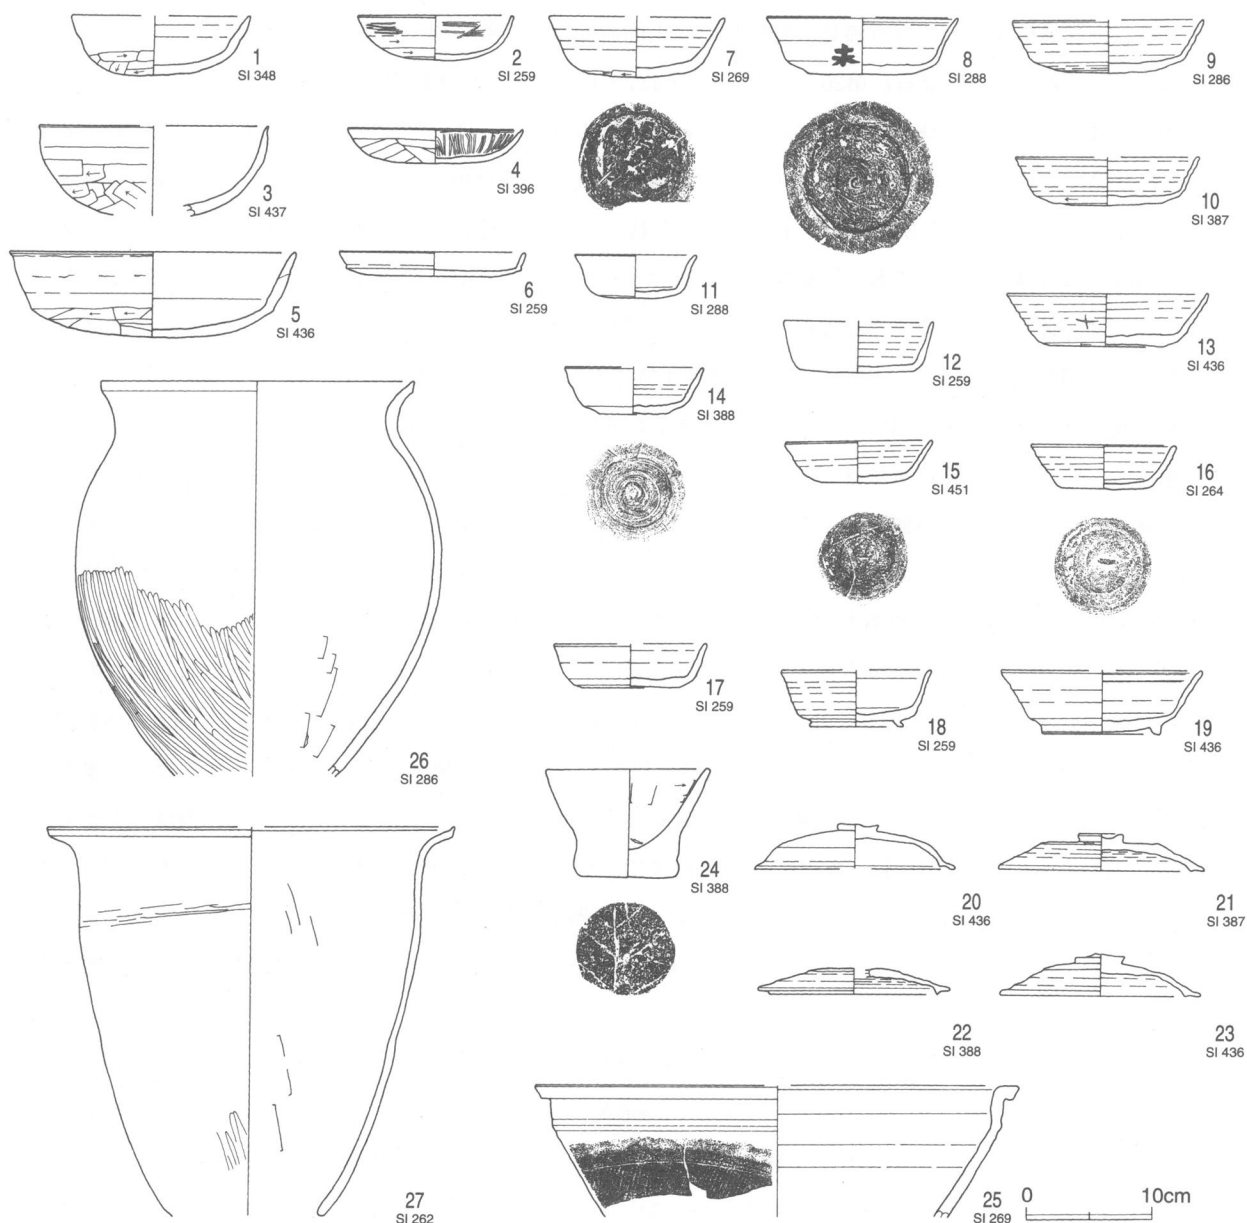 1
SI 348
2
SI 259
7
SI 269
8
SI 288
9
SI 286
3
SI 437
4
SI 396
10
SI 387
5
SI 436
6
SI 259
11
SI 288
12
SI 259
13
SI 436
14
SI 388
15
SI 451
16
SI 264
17
SI 259
18
SI 259
19
SI 436
26
SI 286
24
SI 388
20
SI 436
21
SI 387
22
SI 388
23
SI 436
27
SI 262
25
SI 269
0 10cm